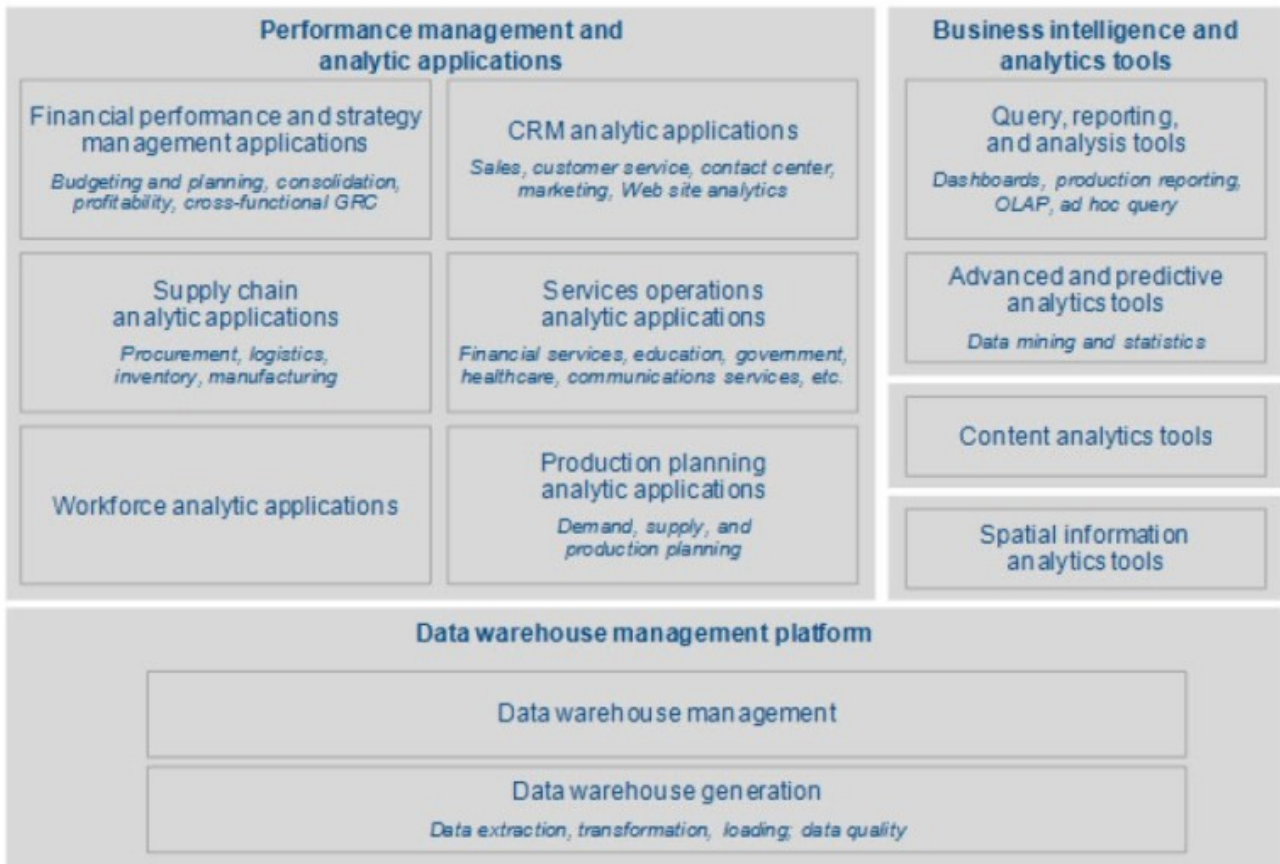 Performance management and
analytic applications
Financial performance and strategy
management applications
Budgeting and planning, consolidation,
profitability, cross-functional GRC
CRM analytic applications
Sales, customer service, contact center,
marketing, Web site analytics
Supply chain
analytic applications
Procurement, logistics,
inventory, manufacturing
Services operations
analytic applications
Financial services, education, government,
healthcare, communications services, etc.
Workforce analytic applications
Production planning
analytic applications
Demand, supply, and
production planning
Business intelligence and
analytics tools
Query, reporting,
and analysis tools
Dashboards, production reporting,
OLAP, ad hoc query
Advanced and predictive
analytics tools
Data mining and statistics
Content analytics tools
Spatial information
analytics tools
Data warehouse management platform
Data warehouse management
Data warehouse generation
Data extraction, transformation, loading; data quality